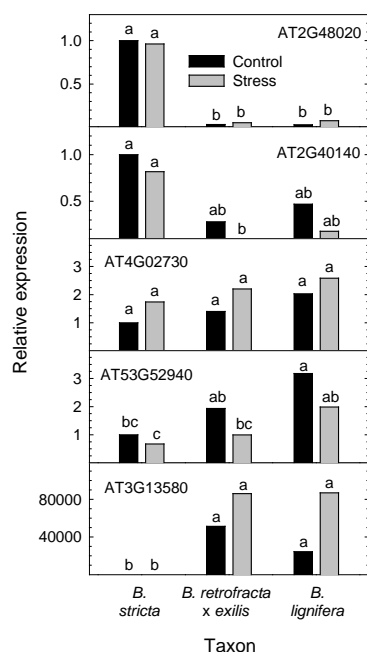 AT2G48020
1.0
0.5
a a
b b
b b
Control
Stress
AT2G40140
1.0
0.5
a a
ab b
ab ab
AT4G02730
3
2
1
a a
a a
a a
AT53G52940
3
2
1
bc c
ab bc
a ab
AT3G13580
80000
40000
b b
a a
a a
Relative expression
B. stricta
B. retrofracta x exilis
B. lignifera
Taxon